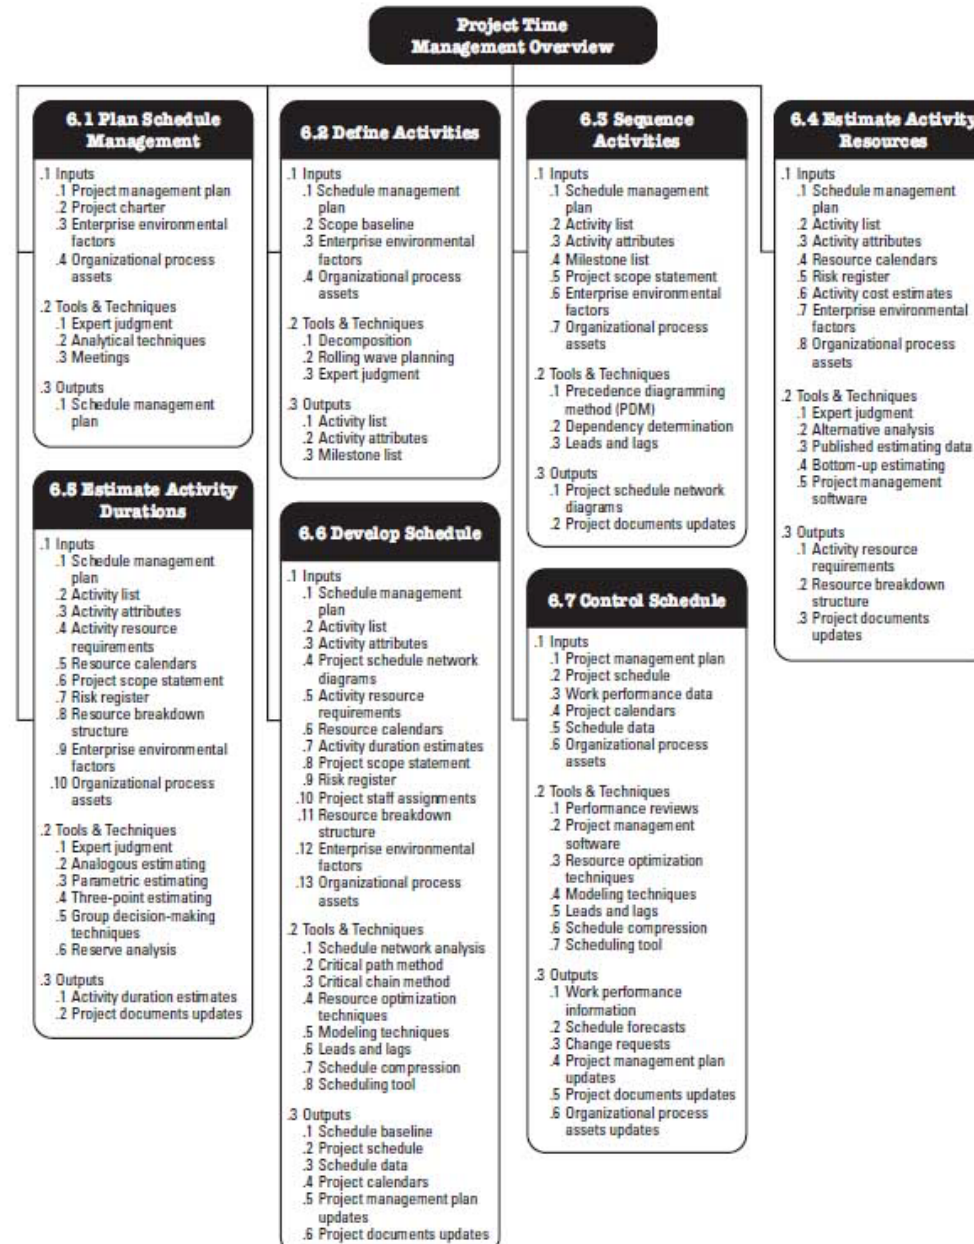 Project Time
Management Overview
6.1 Plan Schedule
Management
.1 Inputs
.1 Project management plan
.2 Project charter
.3 Enterprise environmental
factors
.4 Organizational process
assets
.2 Tools & Techniques
.1 Expert judgment
.2 Analytical techniques
.3 Meetings
.3 Outputs
.1 Schedule management
plan
6.2 Define Activities
.1 Inputs
.1 Schedule management
plan
.2 Scope baseline
.3 Enterprise environmental
factors
.4 Organizational process
assets
.2 Tools & Techniques
.1 Decomposition
.2 Rolling wave planning
.3 Expert judgment
.3 Outputs
.1 Activity list
.2 Activity attributes
.3 Milestone list
6.3 Sequence
Activities
.1 Inputs
.1 Schedule management
plan
.2 Activity list
.3 Activity attributes
.4 Milestone list
.5 Project scope statement
.6 Enterprise environmental
factors
.7 Organizational process
assets
.2 Tools & Techniques
.1 Precedence diagramming
method (PDM)
.2 Dependency determination
.3 Leads and lags
.3 Outputs
.1 Project schedule network
diagrams
.2 Project documents updates
6.4 Estimate Activity
Resources
.1 Inputs
.1 Schedule management
plan
.2 Activity list
.3 Activity attributes
.4 Resource calendars
.5 Risk register
.6 Activity cost estimates
.7 Enterprise environmental
factors
.8 Organizational process
assets
.2 Tools & Techniques
.1 Expert judgment
.2 Alternative analysis
.3 Published estimating data
.4 Bottom-up estimating
.5 Project management
software
.3 Outputs
.1 Activity resource
requirements
.2 Resource breakdown
structure
.3 Project documents
updates
6.5 Estimate Activity
Durations
.1 Inputs
.1 Schedule management
plan
.2 Activity list
.3 Activity attributes
.4 Activity resource
requirements
.5 Resource calendars
.6 Project scope statement
.7 Risk register
.8 Resource breakdown
structure
.9 Enterprise environmental
factors
.10 Organizational process
assets
.2 Tools & Techniques
.1 Expert judgment
.2 Analogous estimating
.3 Parametric estimating
.4 Three-point estimating
.5 Group decision-making
techniques
.6 Reserve analysis
.3 Outputs
.1 Activity duration estimates
.2 Project documents updates
6.6 Develop Schedule
.1 Inputs
.1 Schedule management
plan
.2 Activity list
.3 Activity attributes
.4 Project schedule network
diagrams
.5 Activity resource
requirements
.6 Resource calendars
.7 Activity duration estimates
.8 Project scope statement
.9 Risk register
.10 Project staff assignments
.11 Resource breakdown
structure
.12 Enterprise environmental
factors
.13 Organizational process
assets
.2 Tools & Techniques
.1 Schedule network analysis
.2 Critical path method
.3 Critical chain method
.4 Resource optimization
techniques
.5 Modeling techniques
.6 Leads and lags
.7 Schedule compression
.8 Scheduling tool
.3 Outputs
.1 Schedule baseline
.2 Project schedule
.3 Schedule data
.4 Project calendars
.5 Project management plan
updates
.6 Project documents updates
6.7 Control Schedule
.1 Inputs
.1 Project management plan
.2 Project schedule
.3 Work performance data
.4 Project calendars
.5 Schedule data
.6 Organizational process
assets
.2 Tools & Techniques
.1 Performance reviews
.2 Project management
software
.3 Resource optimization
techniques
.4 Modeling techniques
.5 Leads and lags
.6 Schedule compression
.7 Scheduling tool
.3 Outputs
.1 Work performance
information
.2 Schedule forecasts
.3 Change requests
.4 Project management plan
updates
.5 Project documents updates
.6 Organizational process
assets updates